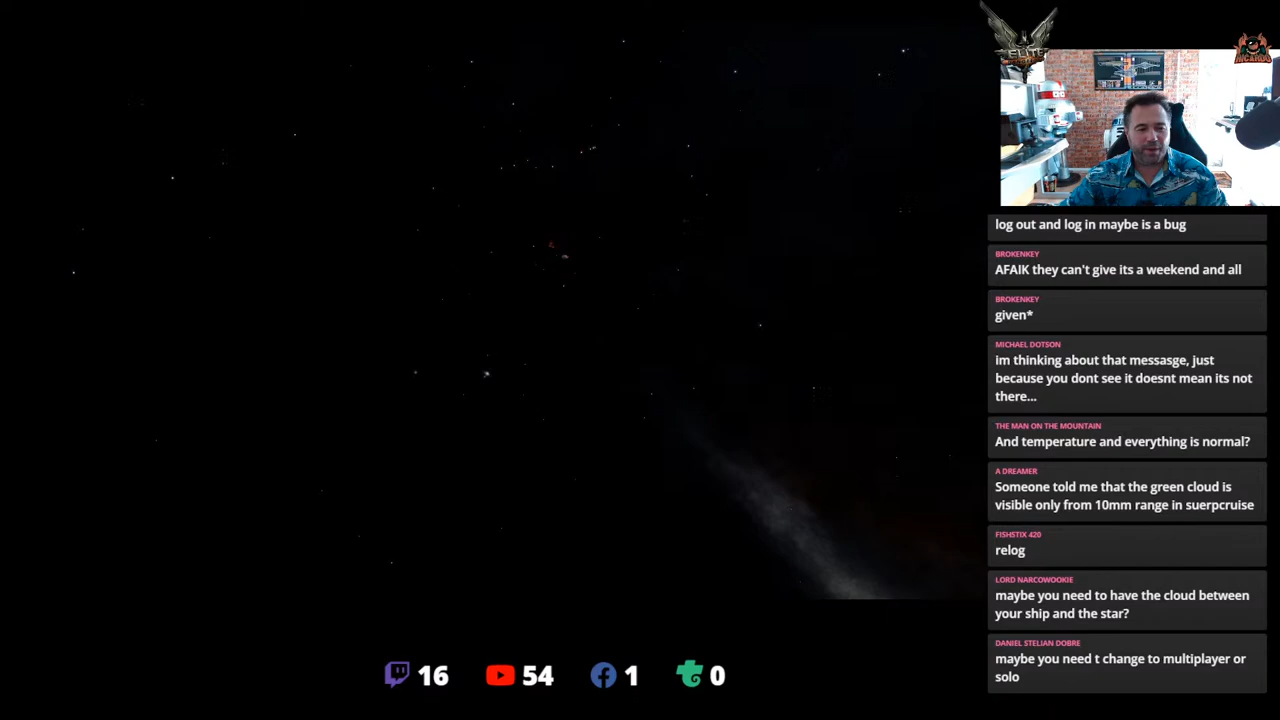 ELITE
RICARDO
log out and log in maybe is a bug
BROKENKEY
AFAIK they can't give its a weekend and all
BROKENKEY
given*
MICHAEL DOTSON
im thinking about that messasge, just
because you dont see it doesnt mean its not
there...
THE MAN ON THE MOUNTAIN
And temperature and everything is normal?
A DREAMER
Someone told me that the green cloud is
visible only from 10mm range in suerpcruise
FISHSTIX 420
relog
LORD NARCOWOOKIE
maybe you need to have the cloud between
your ship and the star?
DANIEL STELIAN DOBRE
maybe you need t change to multiplayer or
solo
16 54 1 0